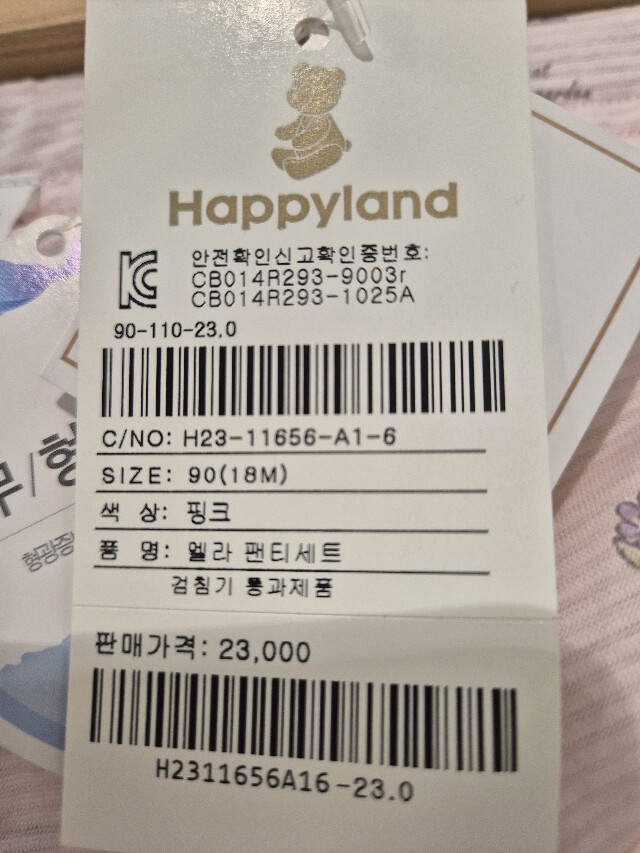 Happyland
안전확인신고확인증번호:
CB014R293-9003r
CB014R293-1025A
90-110-23.0
C/NO: H23-11656-A1-6
SIZE: 90(18M)
색 상: 핑크
품 명: 엘라 팬티세트
검침기 통과제품
판매가격: 23,000
H2311656A16-23.0
무/형